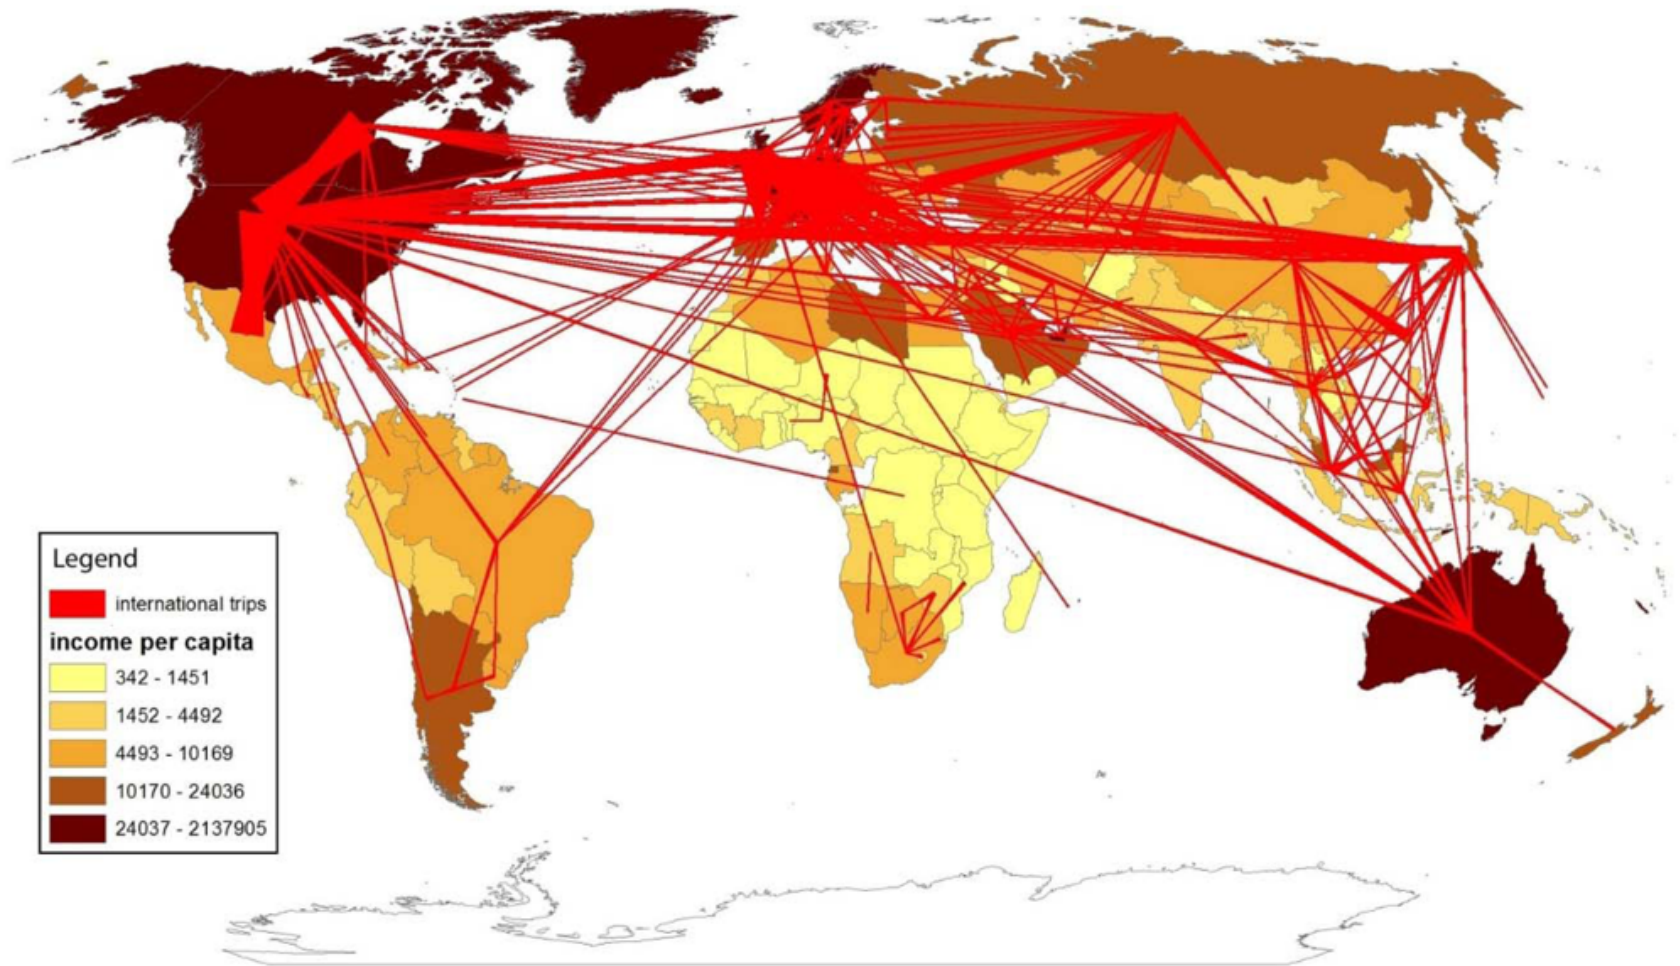 Legend
international trips
income per capita
342 - 1451
1452 - 4492
4493 - 10169
10170 - 24036
24037 - 2137905